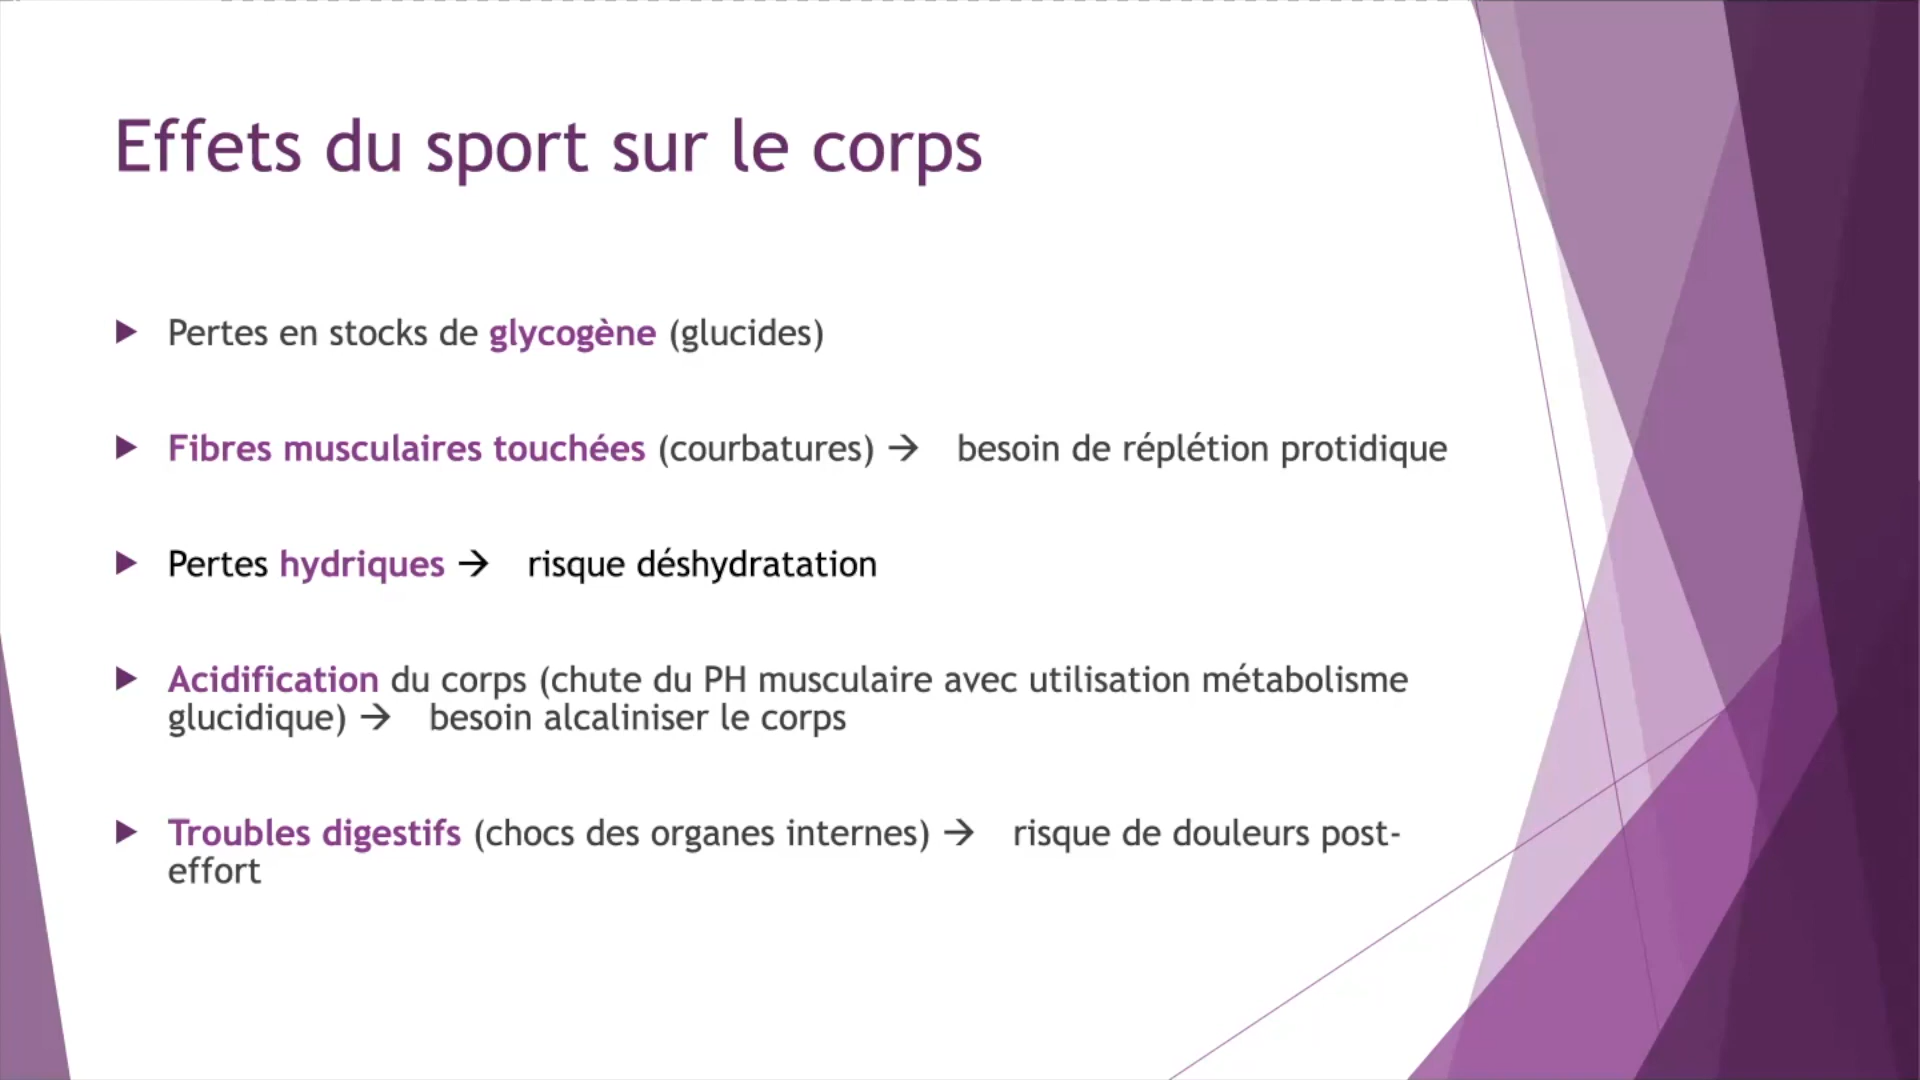 Effets du sport sur le corps
▶ Pertes en stocks de glycogène (glucides)
▶ Fibres musculaires touchées (courbatures) → besoin de réplétion protidique
▶ Pertes hydriques → risque déshydratation
▶ Acidification du corps (chute du PH musculaire avec utilisation métabolisme
glucidique) → besoin alcaliniser le corps
▶ Troubles digestifs (chocs des organes internes) → risque de douleurs post-
effort